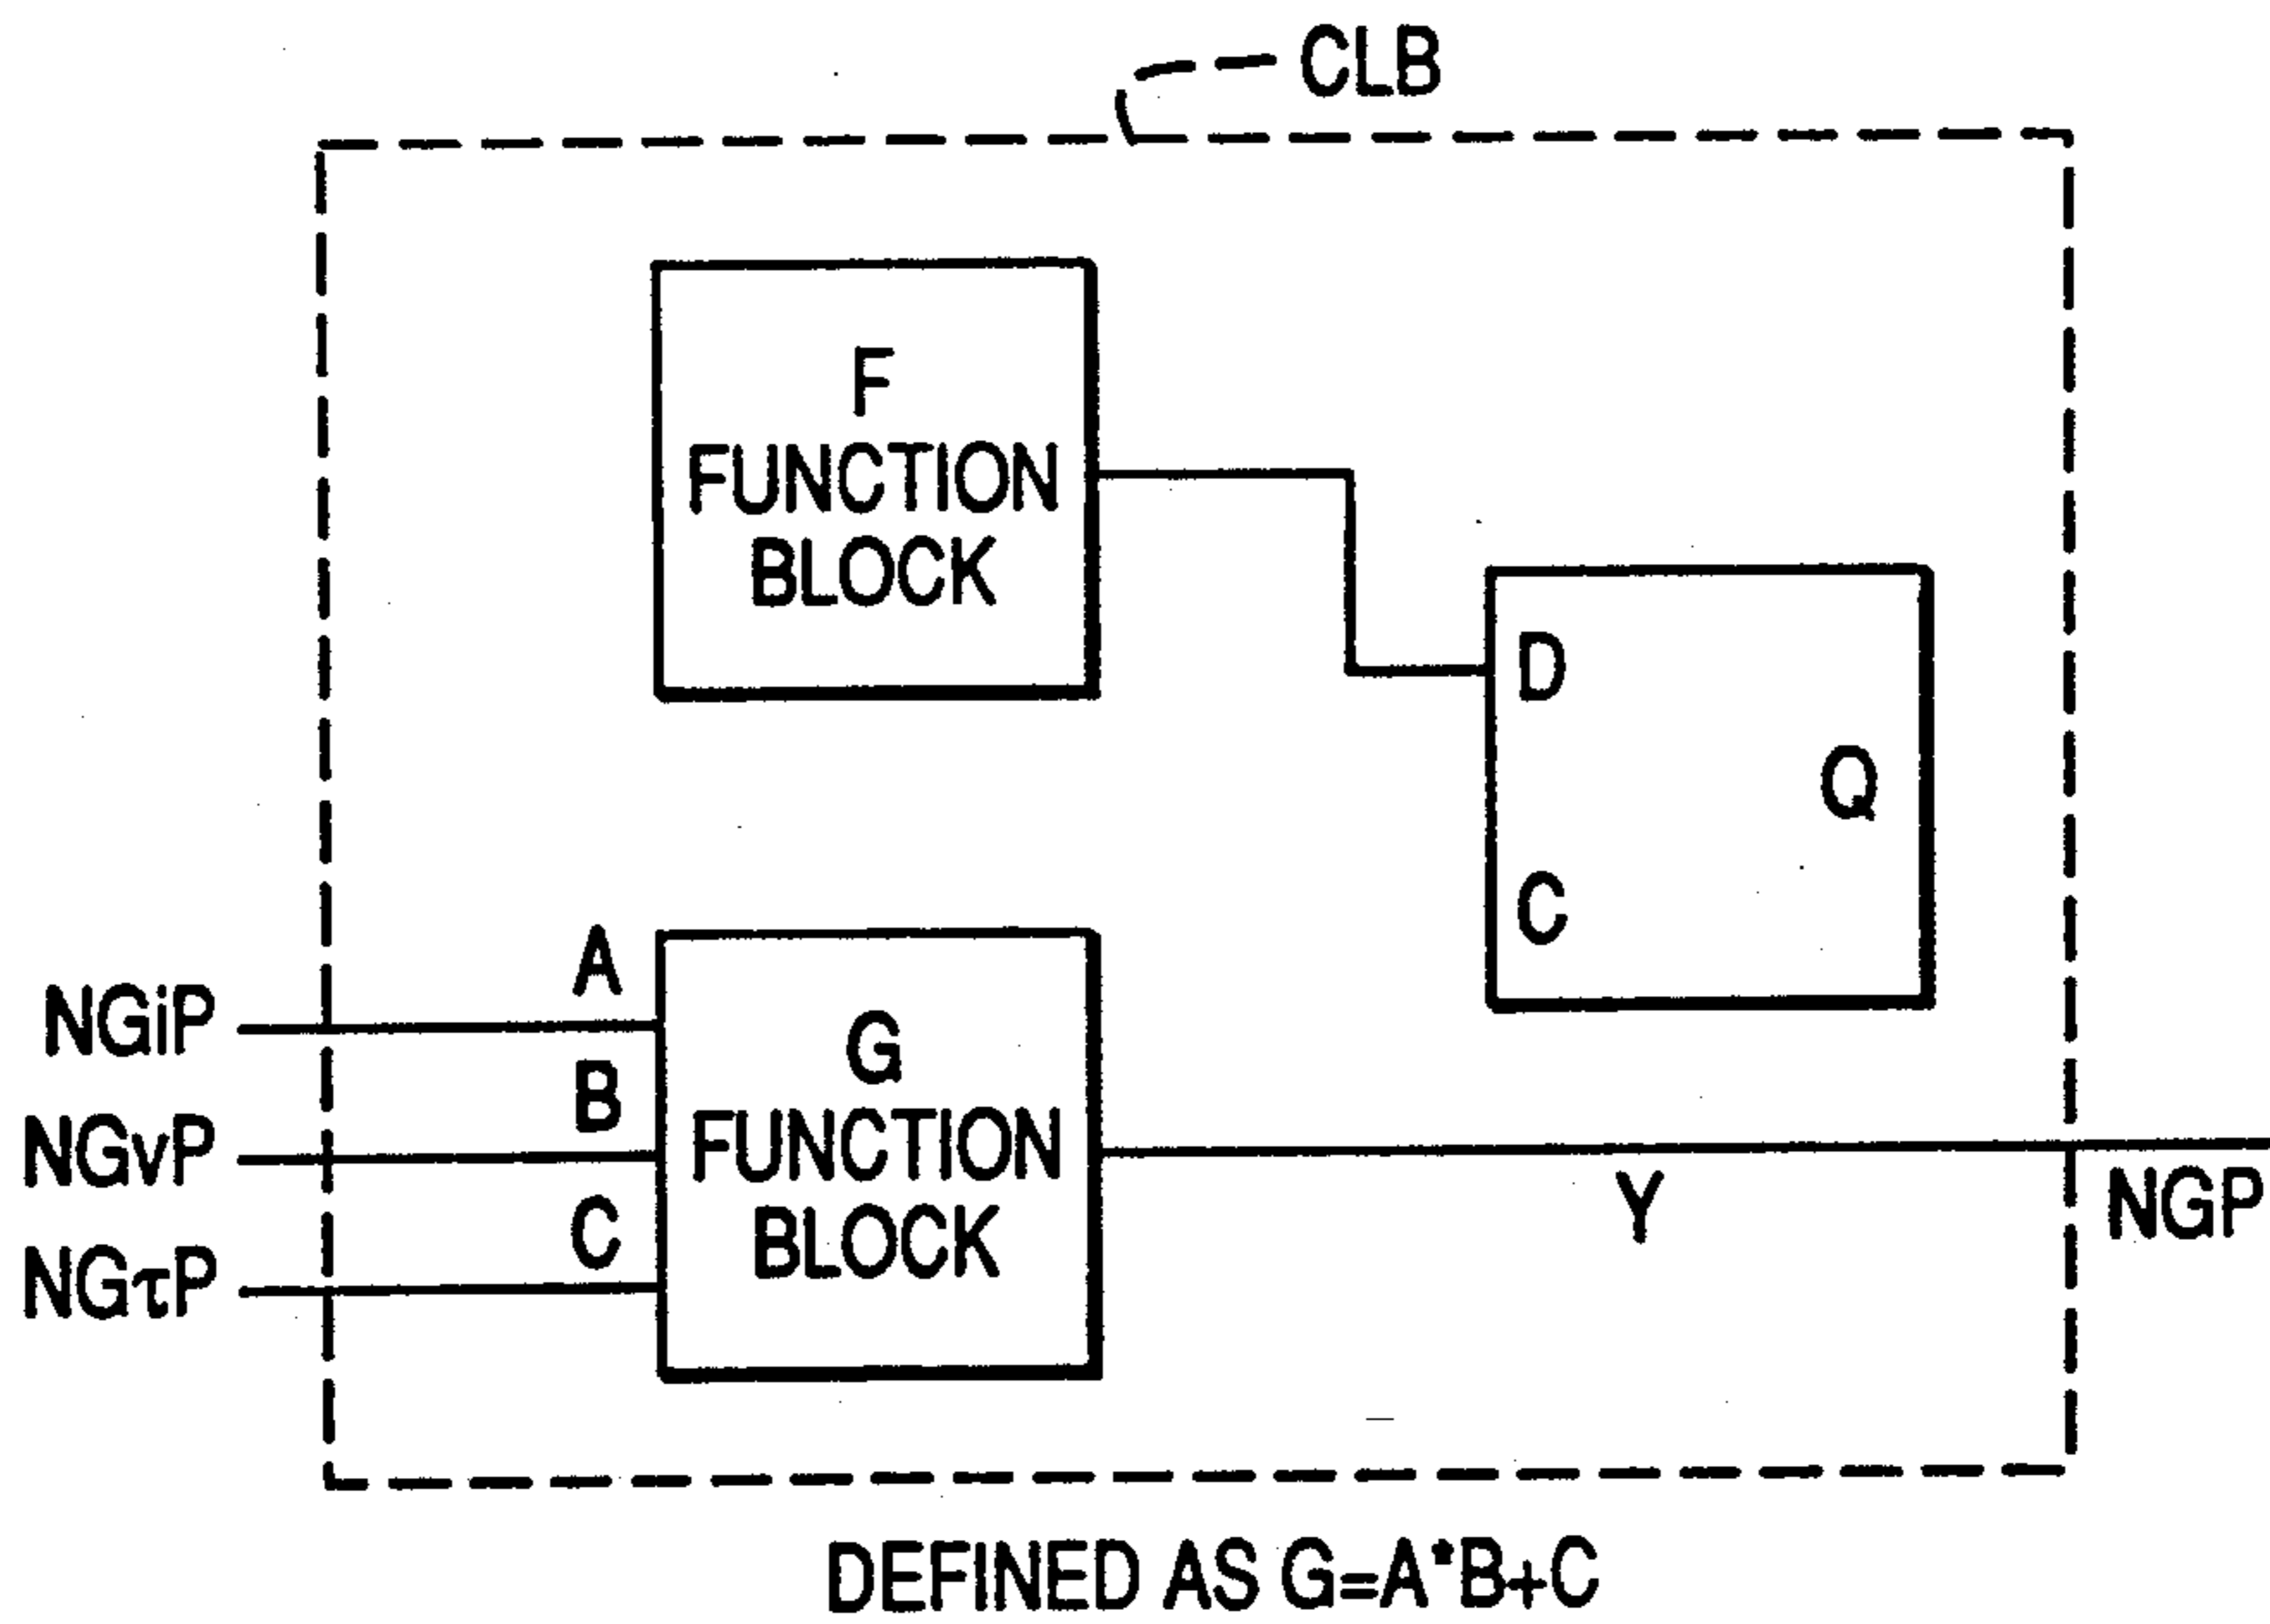 CLB
F
FUNCTION
BLOCK
D
Q
C
A
NGiP
G
B
NGvP
FUNCTION
BLOCK
C
Y
NGP
NGτP
DEFINED AS G=A*B+C